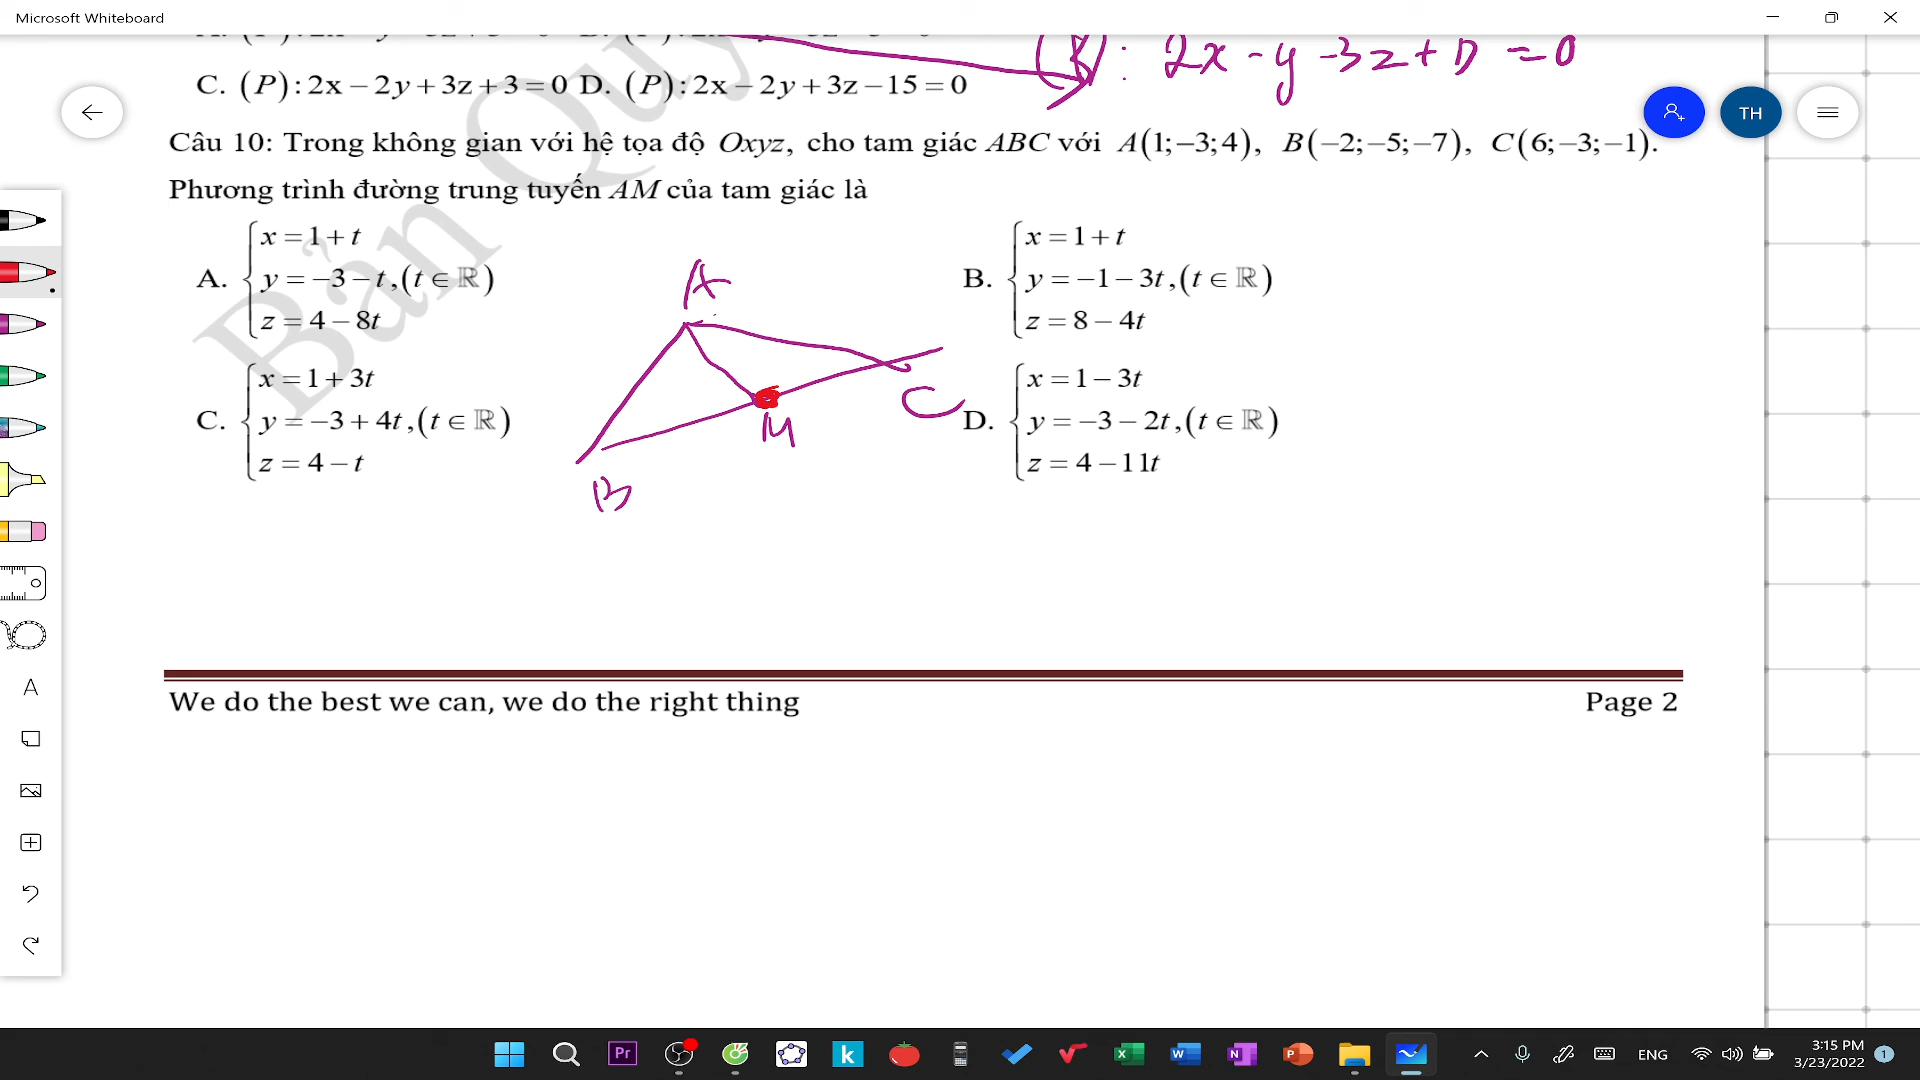 Microsoft Whiteboard
(R): 2x - y - 3z + D = 0
C. (P): 2x − 2y + 3z + 3 = 0 D. (P): 2x − 2y + 3z − 15 = 0
TH
Câu 10: Trong không gian với hệ tọa độ Oxyz, cho tam giác ABC với A(1;−3;4), B(−2;−5;−7), C(6;−3;−1).
Phương trình đường trung tuyến AM của tam giác là
A. { x = 1 + t
y = −3 − t ,(t ∈ ℝ)
z = 4 − 8t
B. { x = 1 + t
y = −1 − 3t ,(t ∈ ℝ)
z = 8 − 4t
C. { x = 1 + 3t
y = −3 + 4t ,(t ∈ ℝ)
z = 4 − t
D. { x = 1 − 3t
y = −3 − 2t ,(t ∈ ℝ)
z = 4 − 11t
A
C
M
B
Bản Quy
A
We do the best we can, we do the right thing
Page 2
Pr
k
ENG
3:15 PM
3/23/2022
1